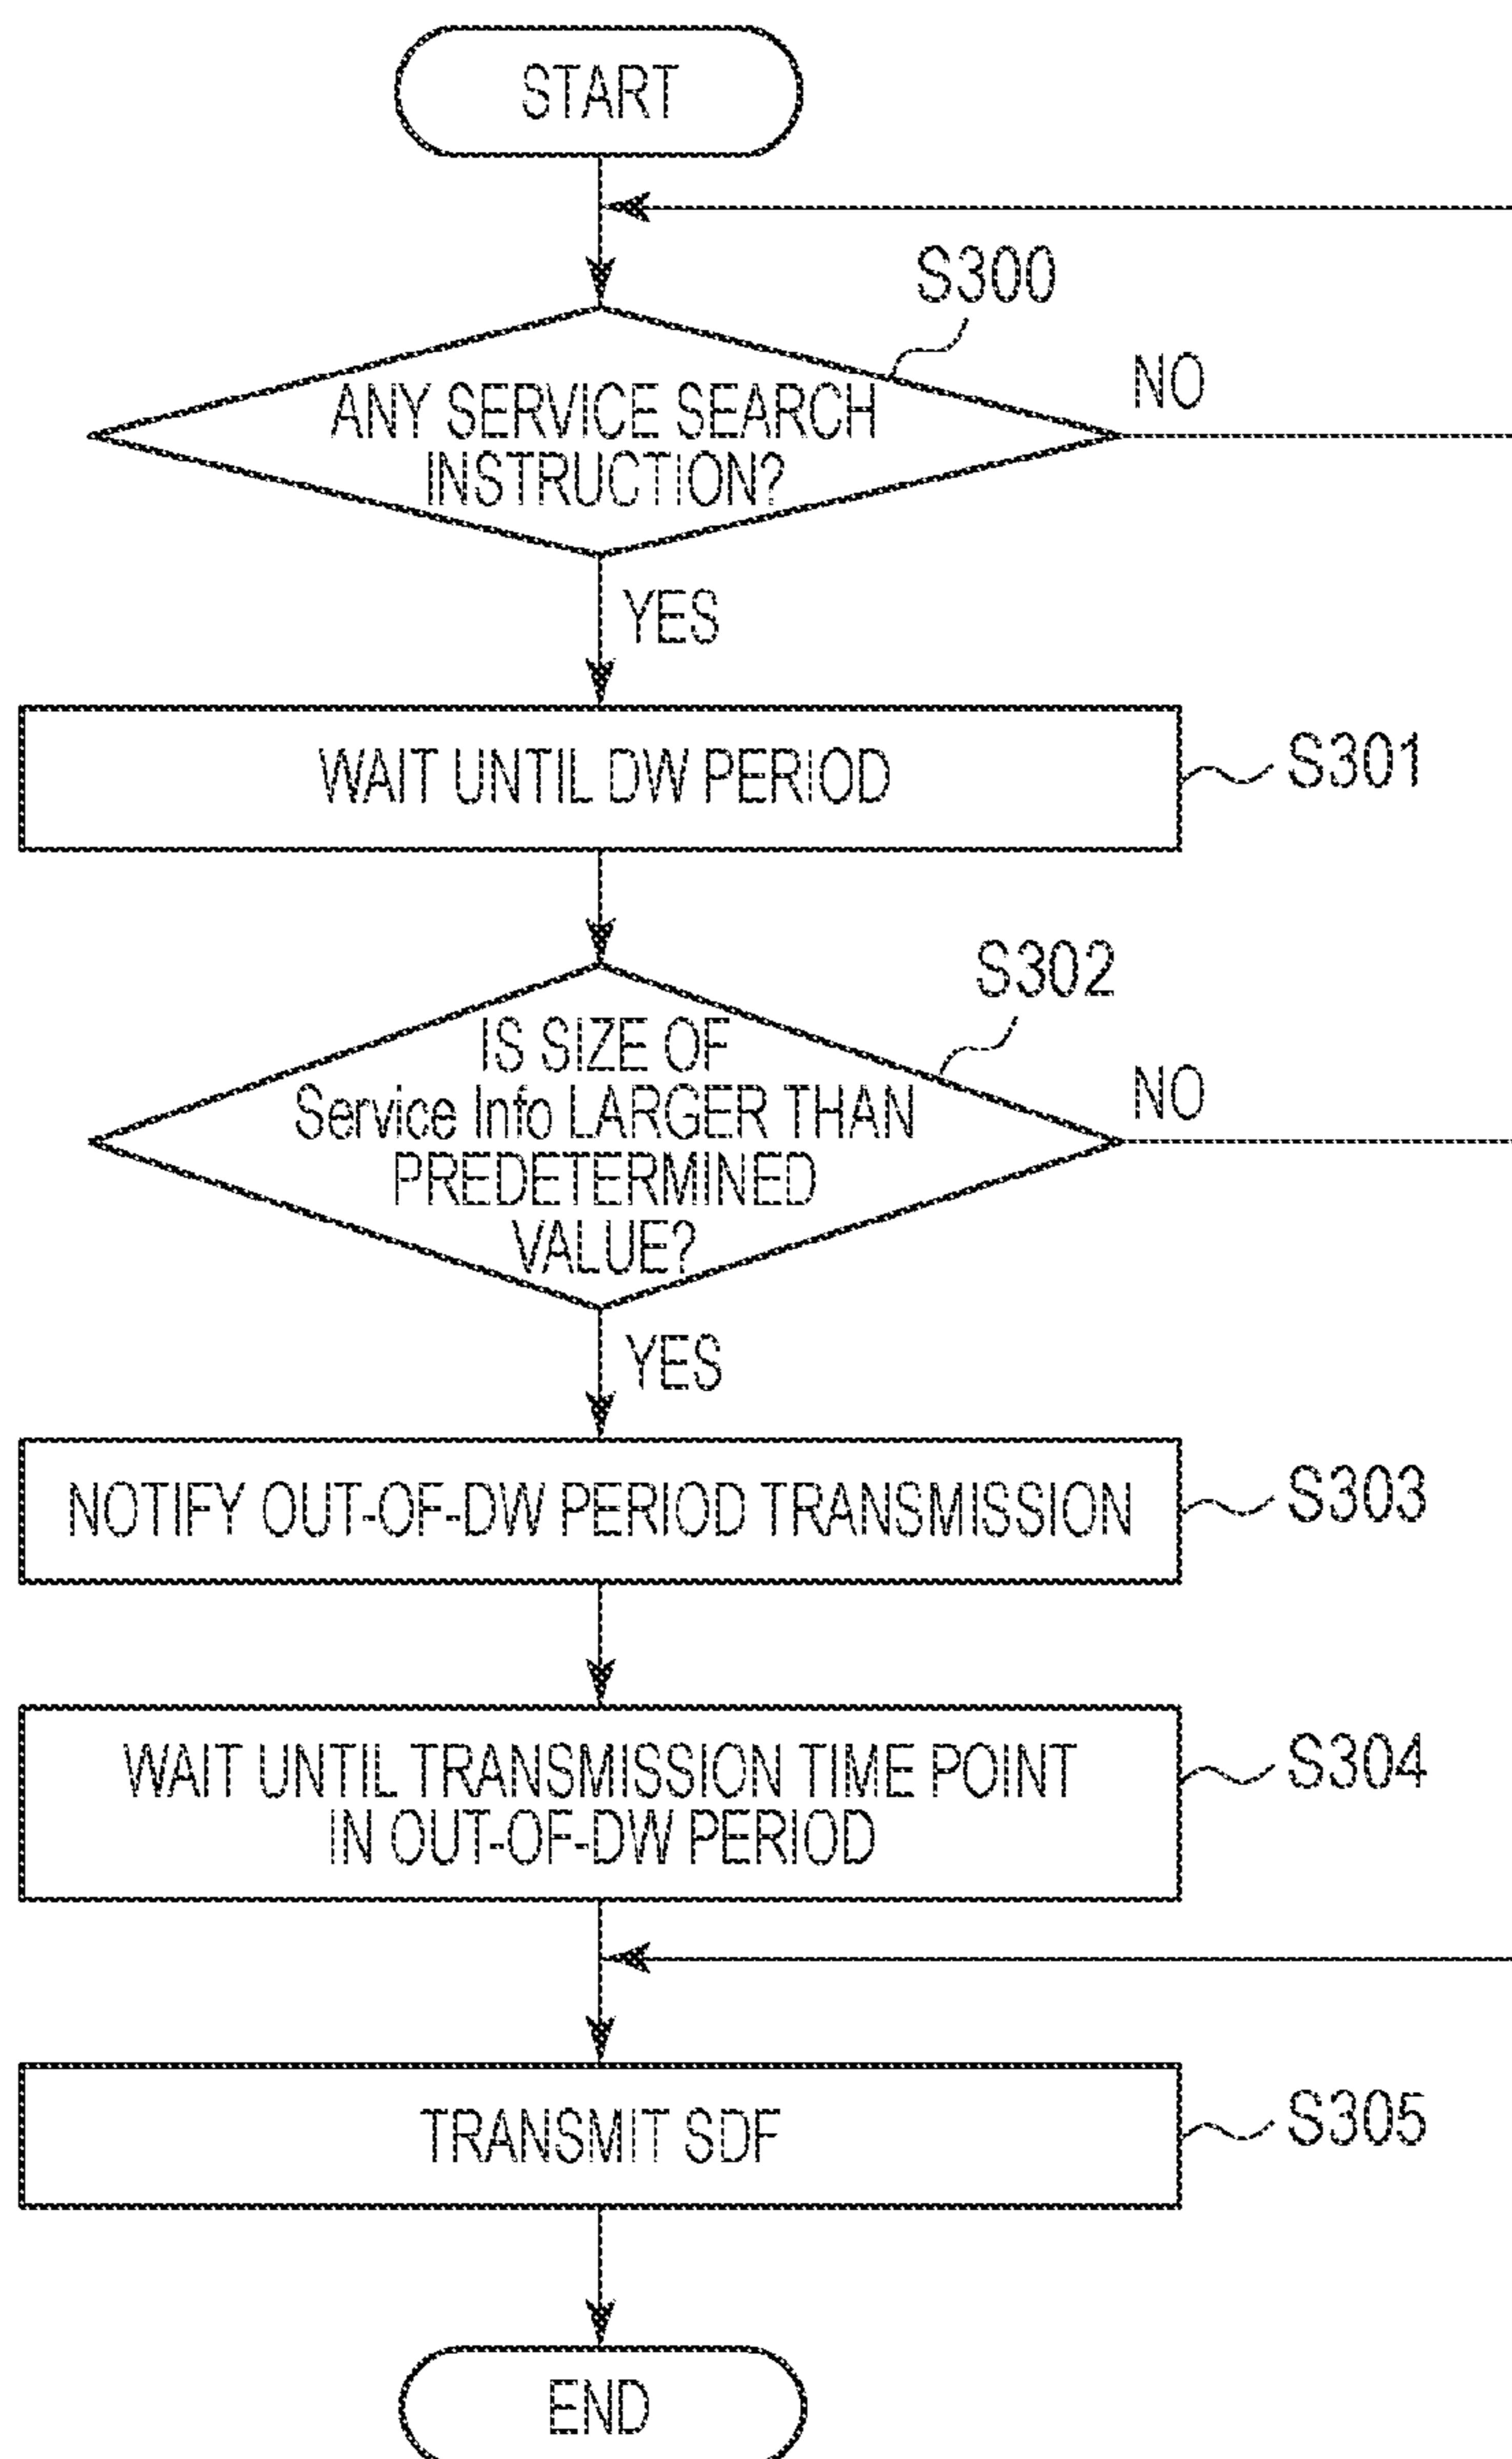 START
S300
NO
ANY SERVICE SEARCH
INSTRUCTION?
YES
WAIT UNTIL DW PERIOD
S301
S302
IS SIZE OF
Service Info LARGER THAN
NO
PREDETERMINED
VALUE?
YES
NOTIFY OUT-OF-DW PERIOD TRANSMISSION
S303
WAIT UNTIL TRANSMISSION TIME POINT
IN OUT-OF-DW PERIOD
S304
TRANSMIT SDF
S305
END